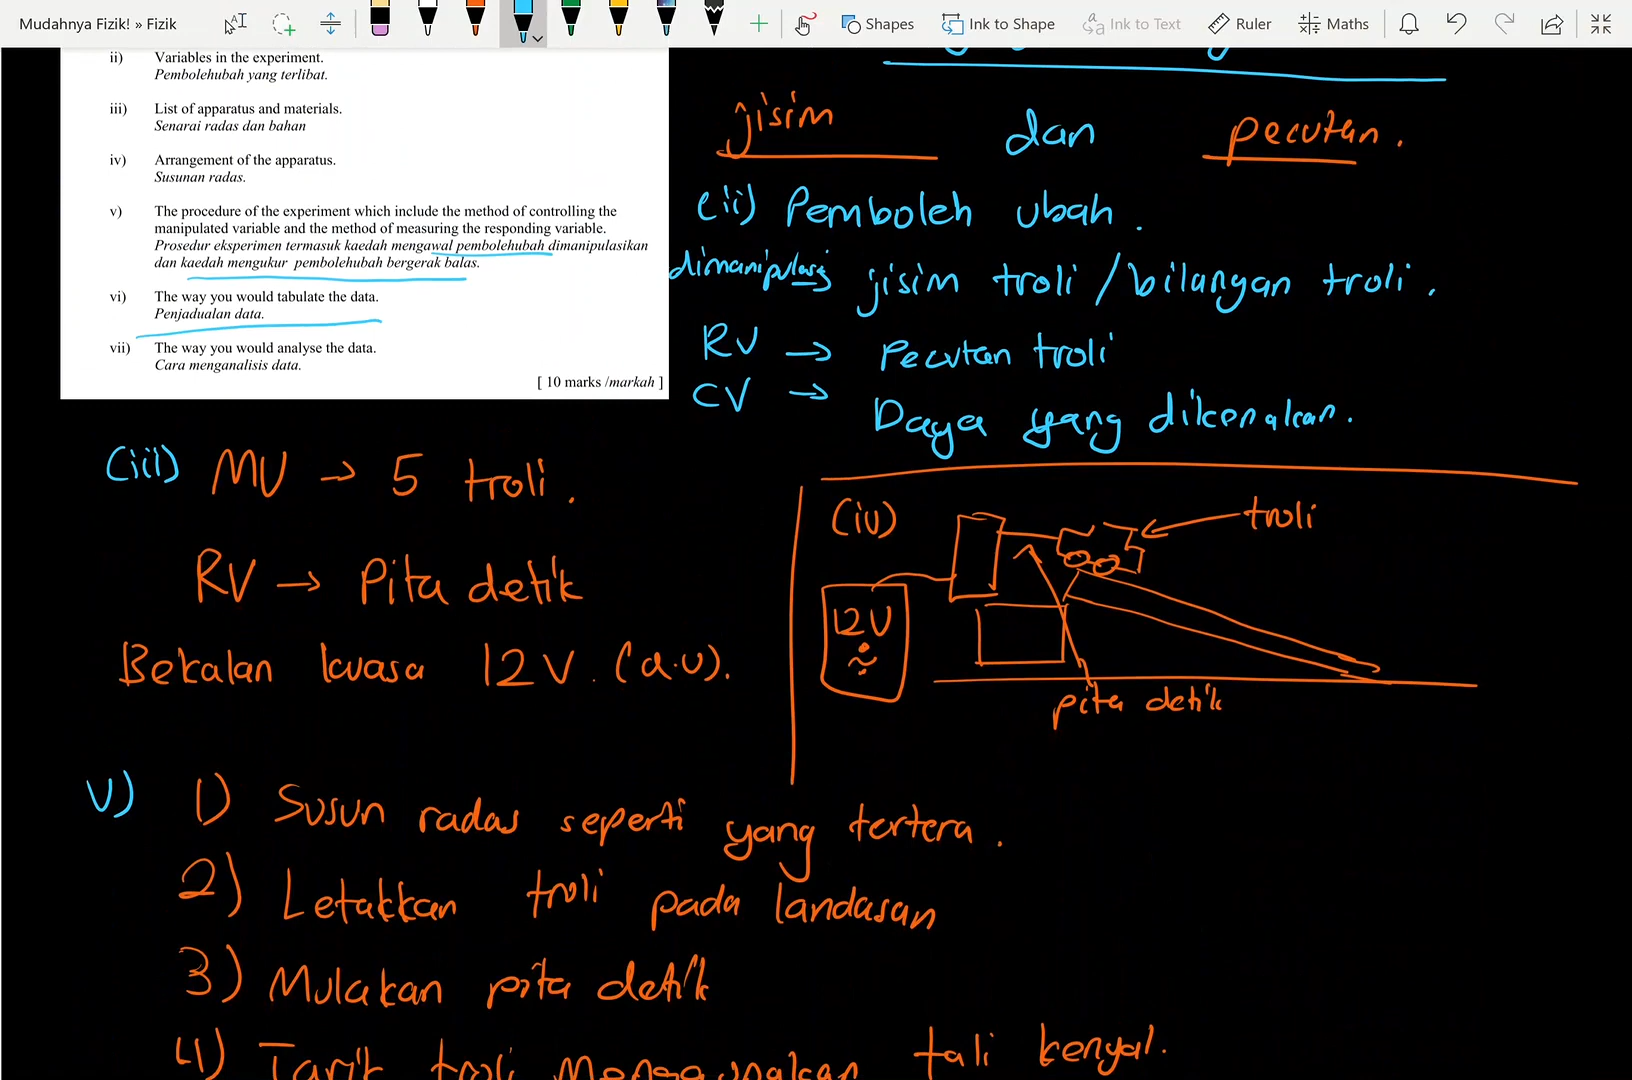 Mudahnya Fizik! » Fizik
Shapes
Ink to Shape
Ink to Text
Ruler
Maths
ii) Variables in the experiment.
Pembolehubah yang terlibat.
iii) List of apparatus and materials.
Senarai radas dan bahan
iv) Arrangement of the apparatus.
Susunan radas.
v) The procedure of the experiment which include the method of controlling the
manipulated variable and the method of measuring the responding variable.
Prosedur eksperimen termasuk kaedah mengawal pembolehubah dimanipulasikan
dan kaedah mengukur pembolehubah bergerak balas.
vi) The way you would tabulate the data.
Penjadualan data.
vii) The way you would analyse the data.
Cara menganalisis data.
[ 10 marks /markah ]
jisim dan pecutan.
(ii) Pemboleh ubah.
dimanipulasi jisim troli / bilangan troli.
RV → Pecutan troli
CV → Daya yang dikenakan.
(iii) MV → 5 troli.
RV → Pita detik
Bekalan kuasa 12V. (a.u).
(iv)
troli
12V
pita detik
v) 1) Susun radas seperti yang tertera.
2) Letakkan troli pada landasan
3) Mulakan pita detik
4) Tarik troli menggunakan tali kenyal.